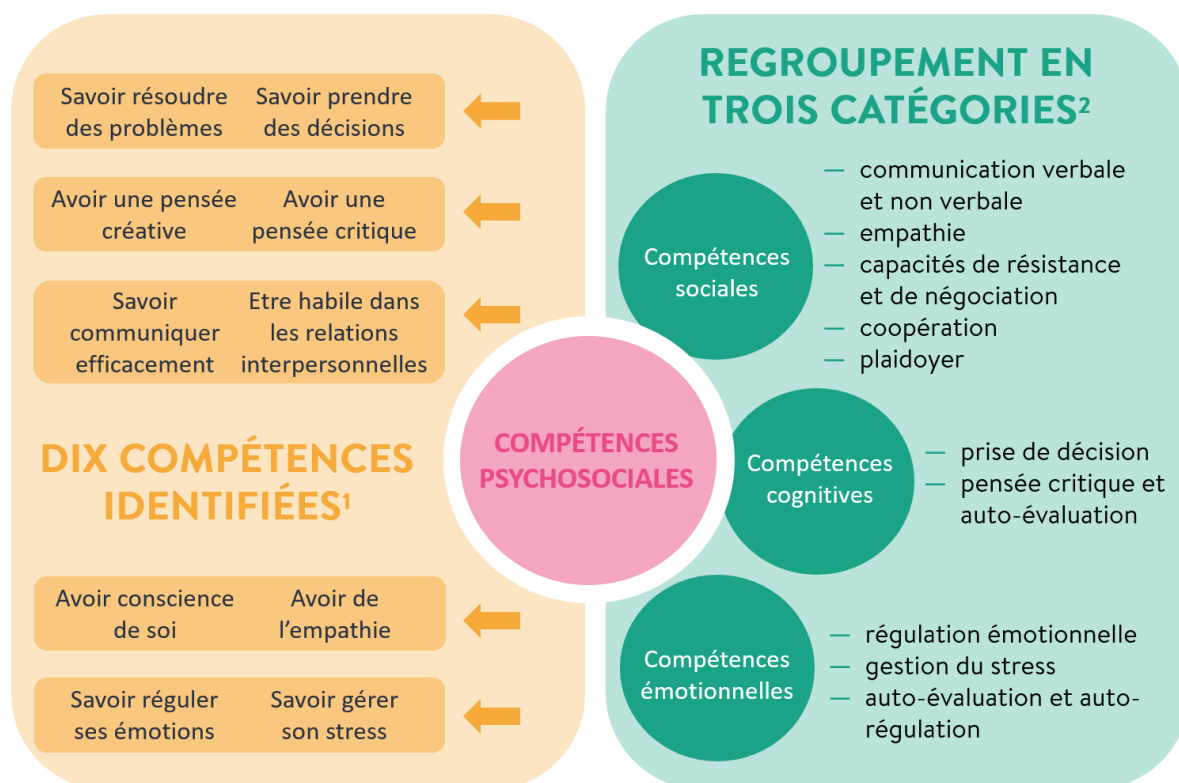 Savoir résoudre
des problèmes
Savoir prendre
des décisions
Avoir une pensée
créative
Avoir une
pensée critique
Savoir
communiquer
efficacement
Etre habile dans
les relations
interpersonnelles
DIX COMPÉTENCES
IDENTIFIÉES¹
Avoir conscience
de soi
Avoir de
l’empathie
Savoir réguler
ses émotions
Savoir gérer
son stress
COMPÉTENCES
PSYCHOSOCIALES
REGROUPEMENT EN
TROIS CATÉGORIES²
Compétences
sociales
— communication verbale
et non verbale
— empathie
— capacités de résistance
et de négociation
— coopération
— plaidoyer
Compétences
cognitives
— prise de décision
— pensée critique et
auto-évaluation
Compétences
émotionnelles
— régulation émotionnelle
— gestion du stress
— auto-évaluation et auto-
régulation